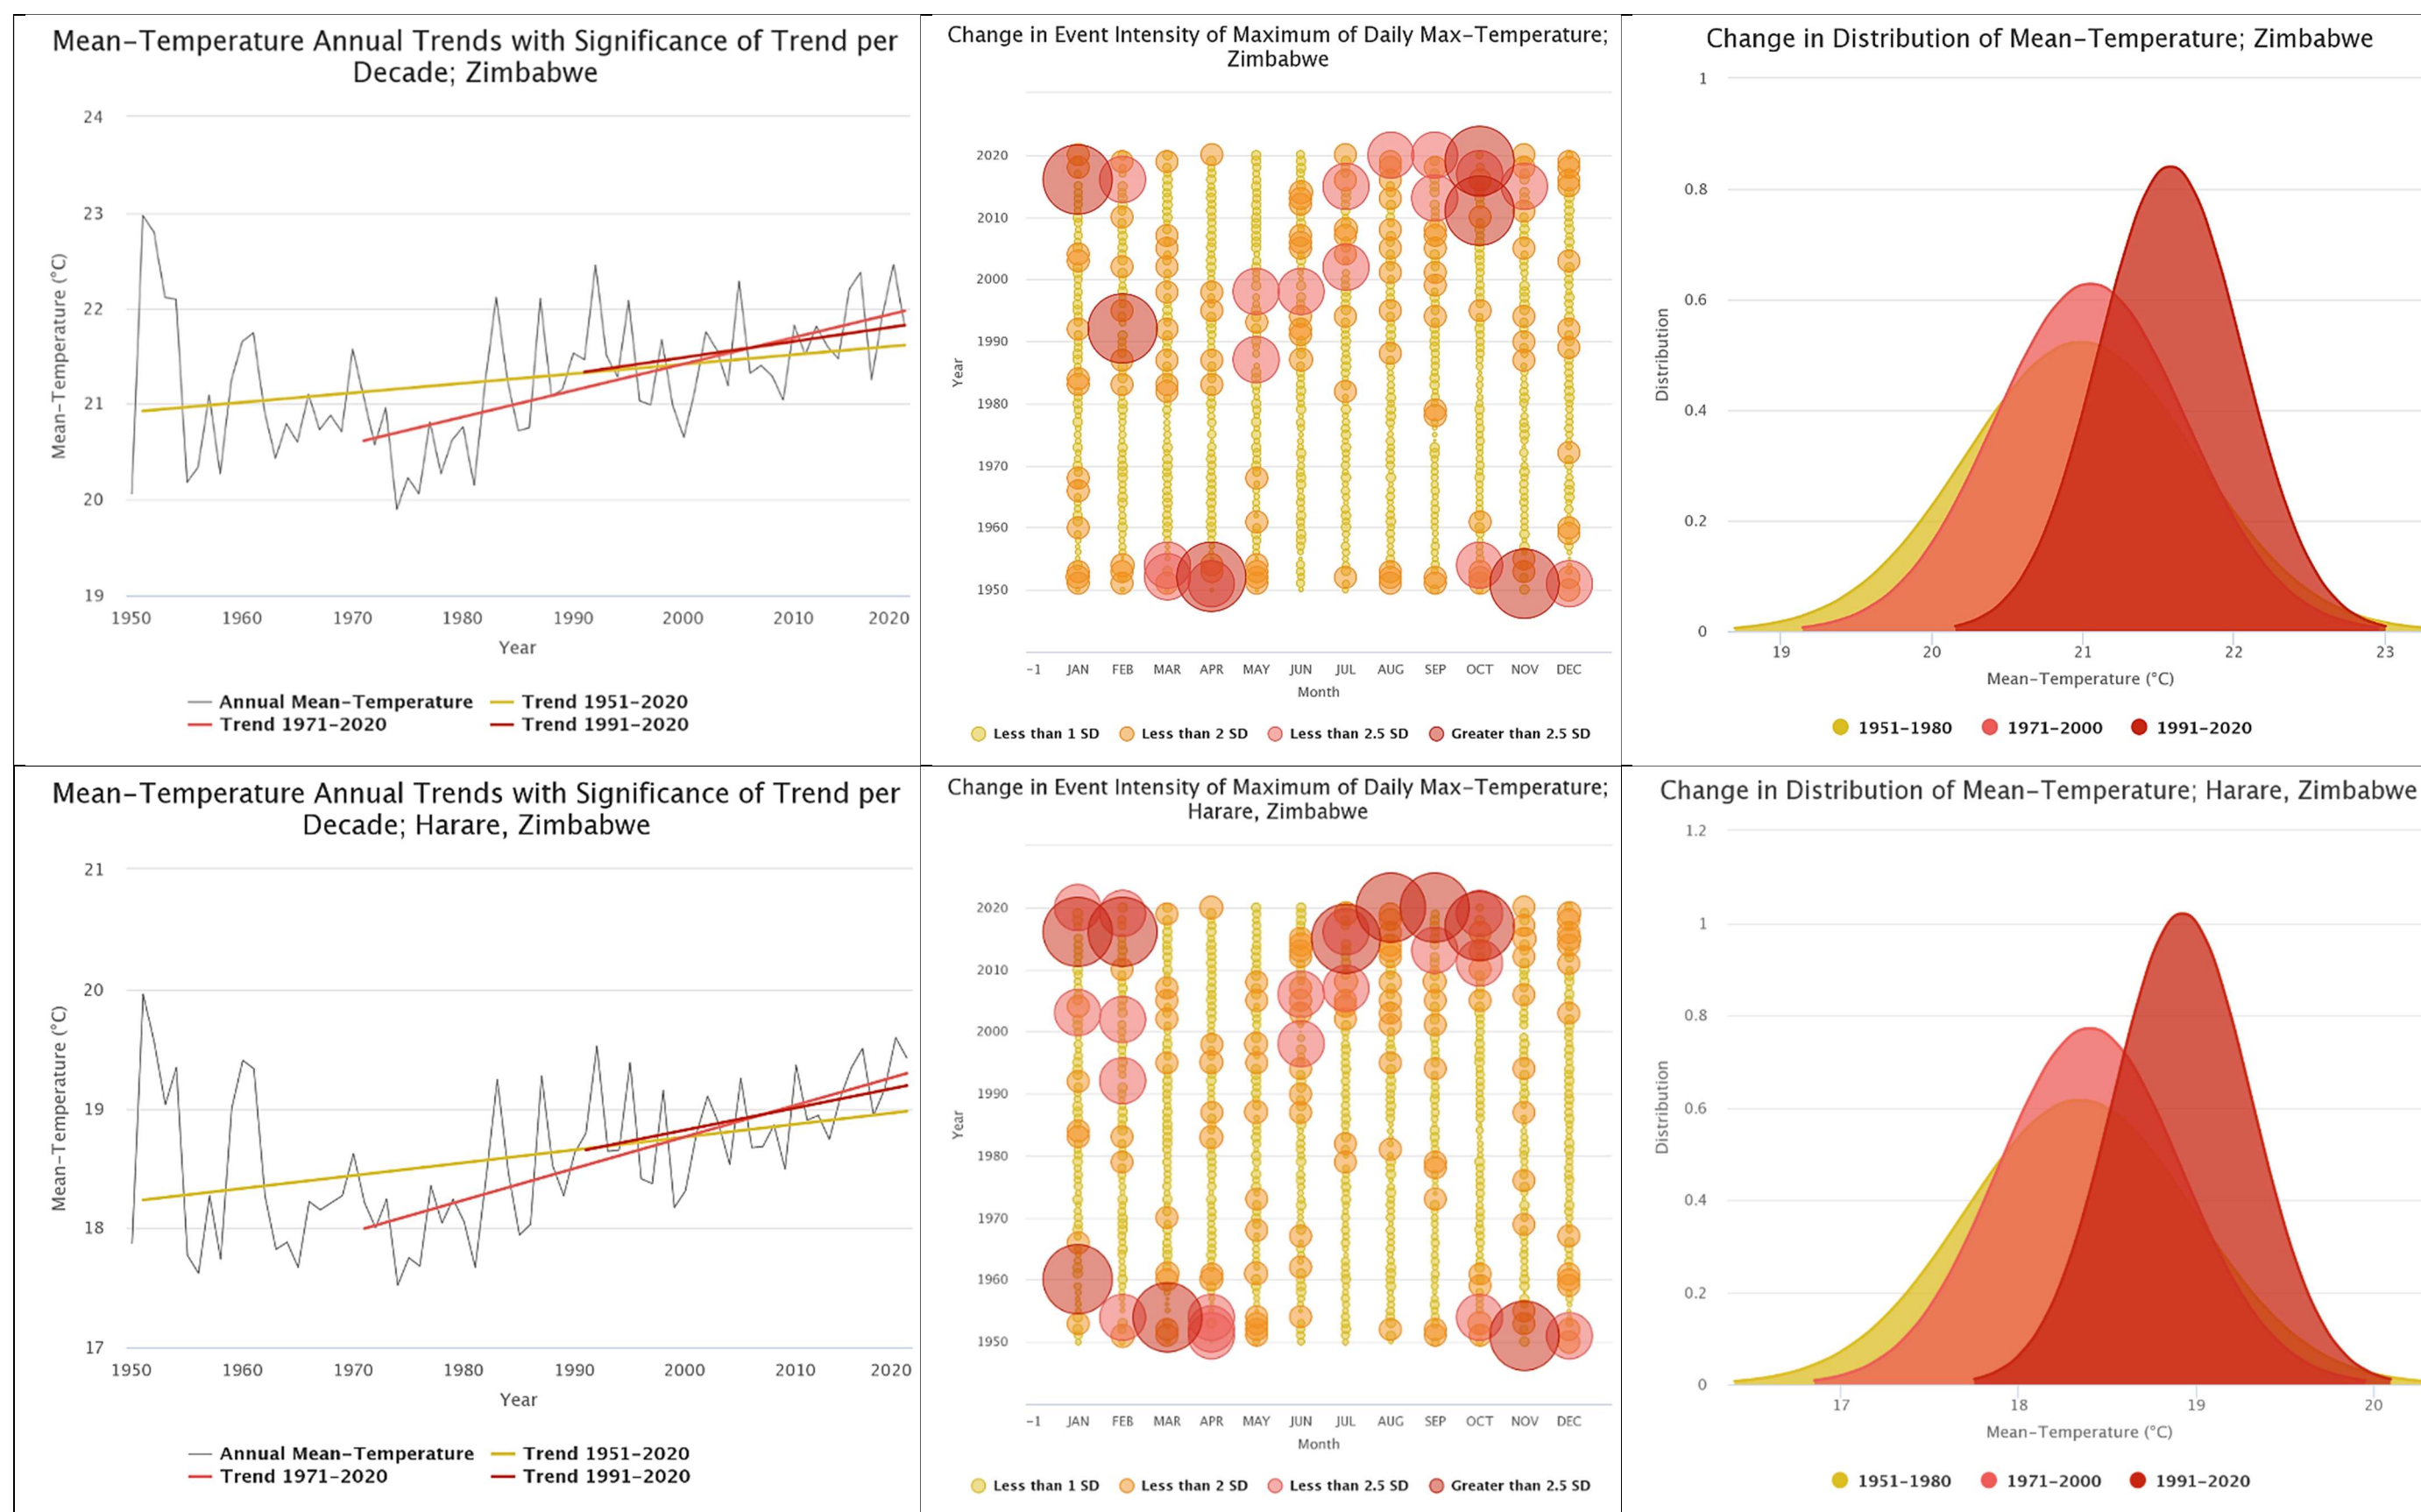 Mean-Temperature Annual Trends with Significance of Trend per
Decade; Zimbabwe
24
23
22
21
20
19
Mean-Temperature (°C)
1950 1960 1970 1980 1990 2000 2010 2020
Year
Annual Mean-Temperature Trend 1951-2020
Trend 1971-2020 Trend 1991-2020
Change in Event Intensity of Maximum of Daily Max-Temperature;
Zimbabwe
2020
2010
2000
1990
1980
1970
1960
1950
Year
-1 JAN FEB MAR APR MAY JUN JUL AUG SEP OCT NOV DEC
Month
Less than 1 SD Less than 2 SD Less than 2.5 SD Greater than 2.5 SD
Change in Distribution of Mean-Temperature; Zimbabwe
1
0.8
0.6
0.4
0.2
0
Distribution
19 20 21 22 23
Mean-Temperature (°C)
1951-1980 1971-2000 1991-2020
Mean-Temperature Annual Trends with Significance of Trend per
Decade; Harare, Zimbabwe
21
20
19
18
17
Mean-Temperature (°C)
1950 1960 1970 1980 1990 2000 2010 2020
Year
Annual Mean-Temperature Trend 1951-2020
Trend 1971-2020 Trend 1991-2020
Change in Event Intensity of Maximum of Daily Max-Temperature;
Harare, Zimbabwe
2020
2010
2000
1990
1980
1970
1960
1950
Year
-1 JAN FEB MAR APR MAY JUN JUL AUG SEP OCT NOV DEC
Month
Less than 1 SD Less than 2 SD Less than 2.5 SD Greater than 2.5 SD
Change in Distribution of Mean-Temperature; Harare, Zimbabwe
1.2
1
0.8
0.6
0.4
0.2
0
Distribution
17 18 19 20
Mean-Temperature (°C)
1951-1980 1971-2000 1991-2020